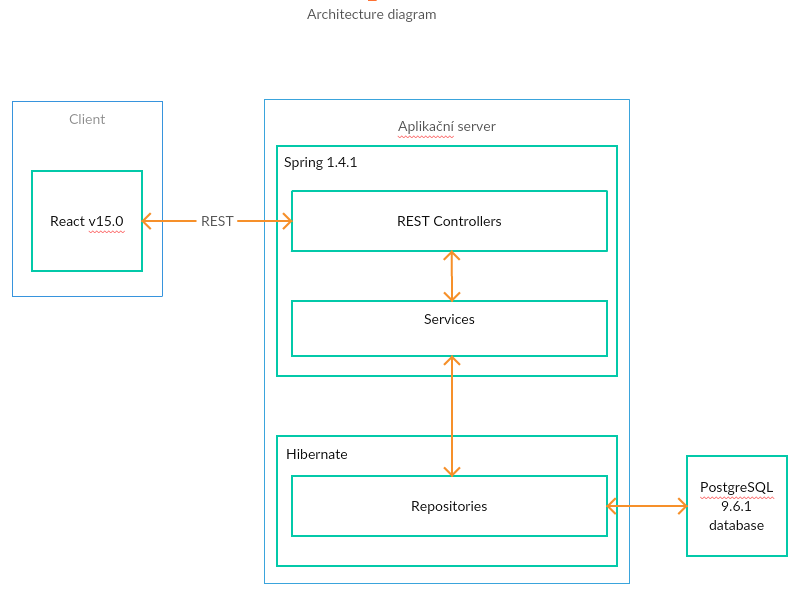 Architecture diagram
Client
React v15.0
REST
Aplikační server
Spring 1.4.1
REST Controllers
Services
Hibernate
Repositories
PostgreSQL
9.6.1
database